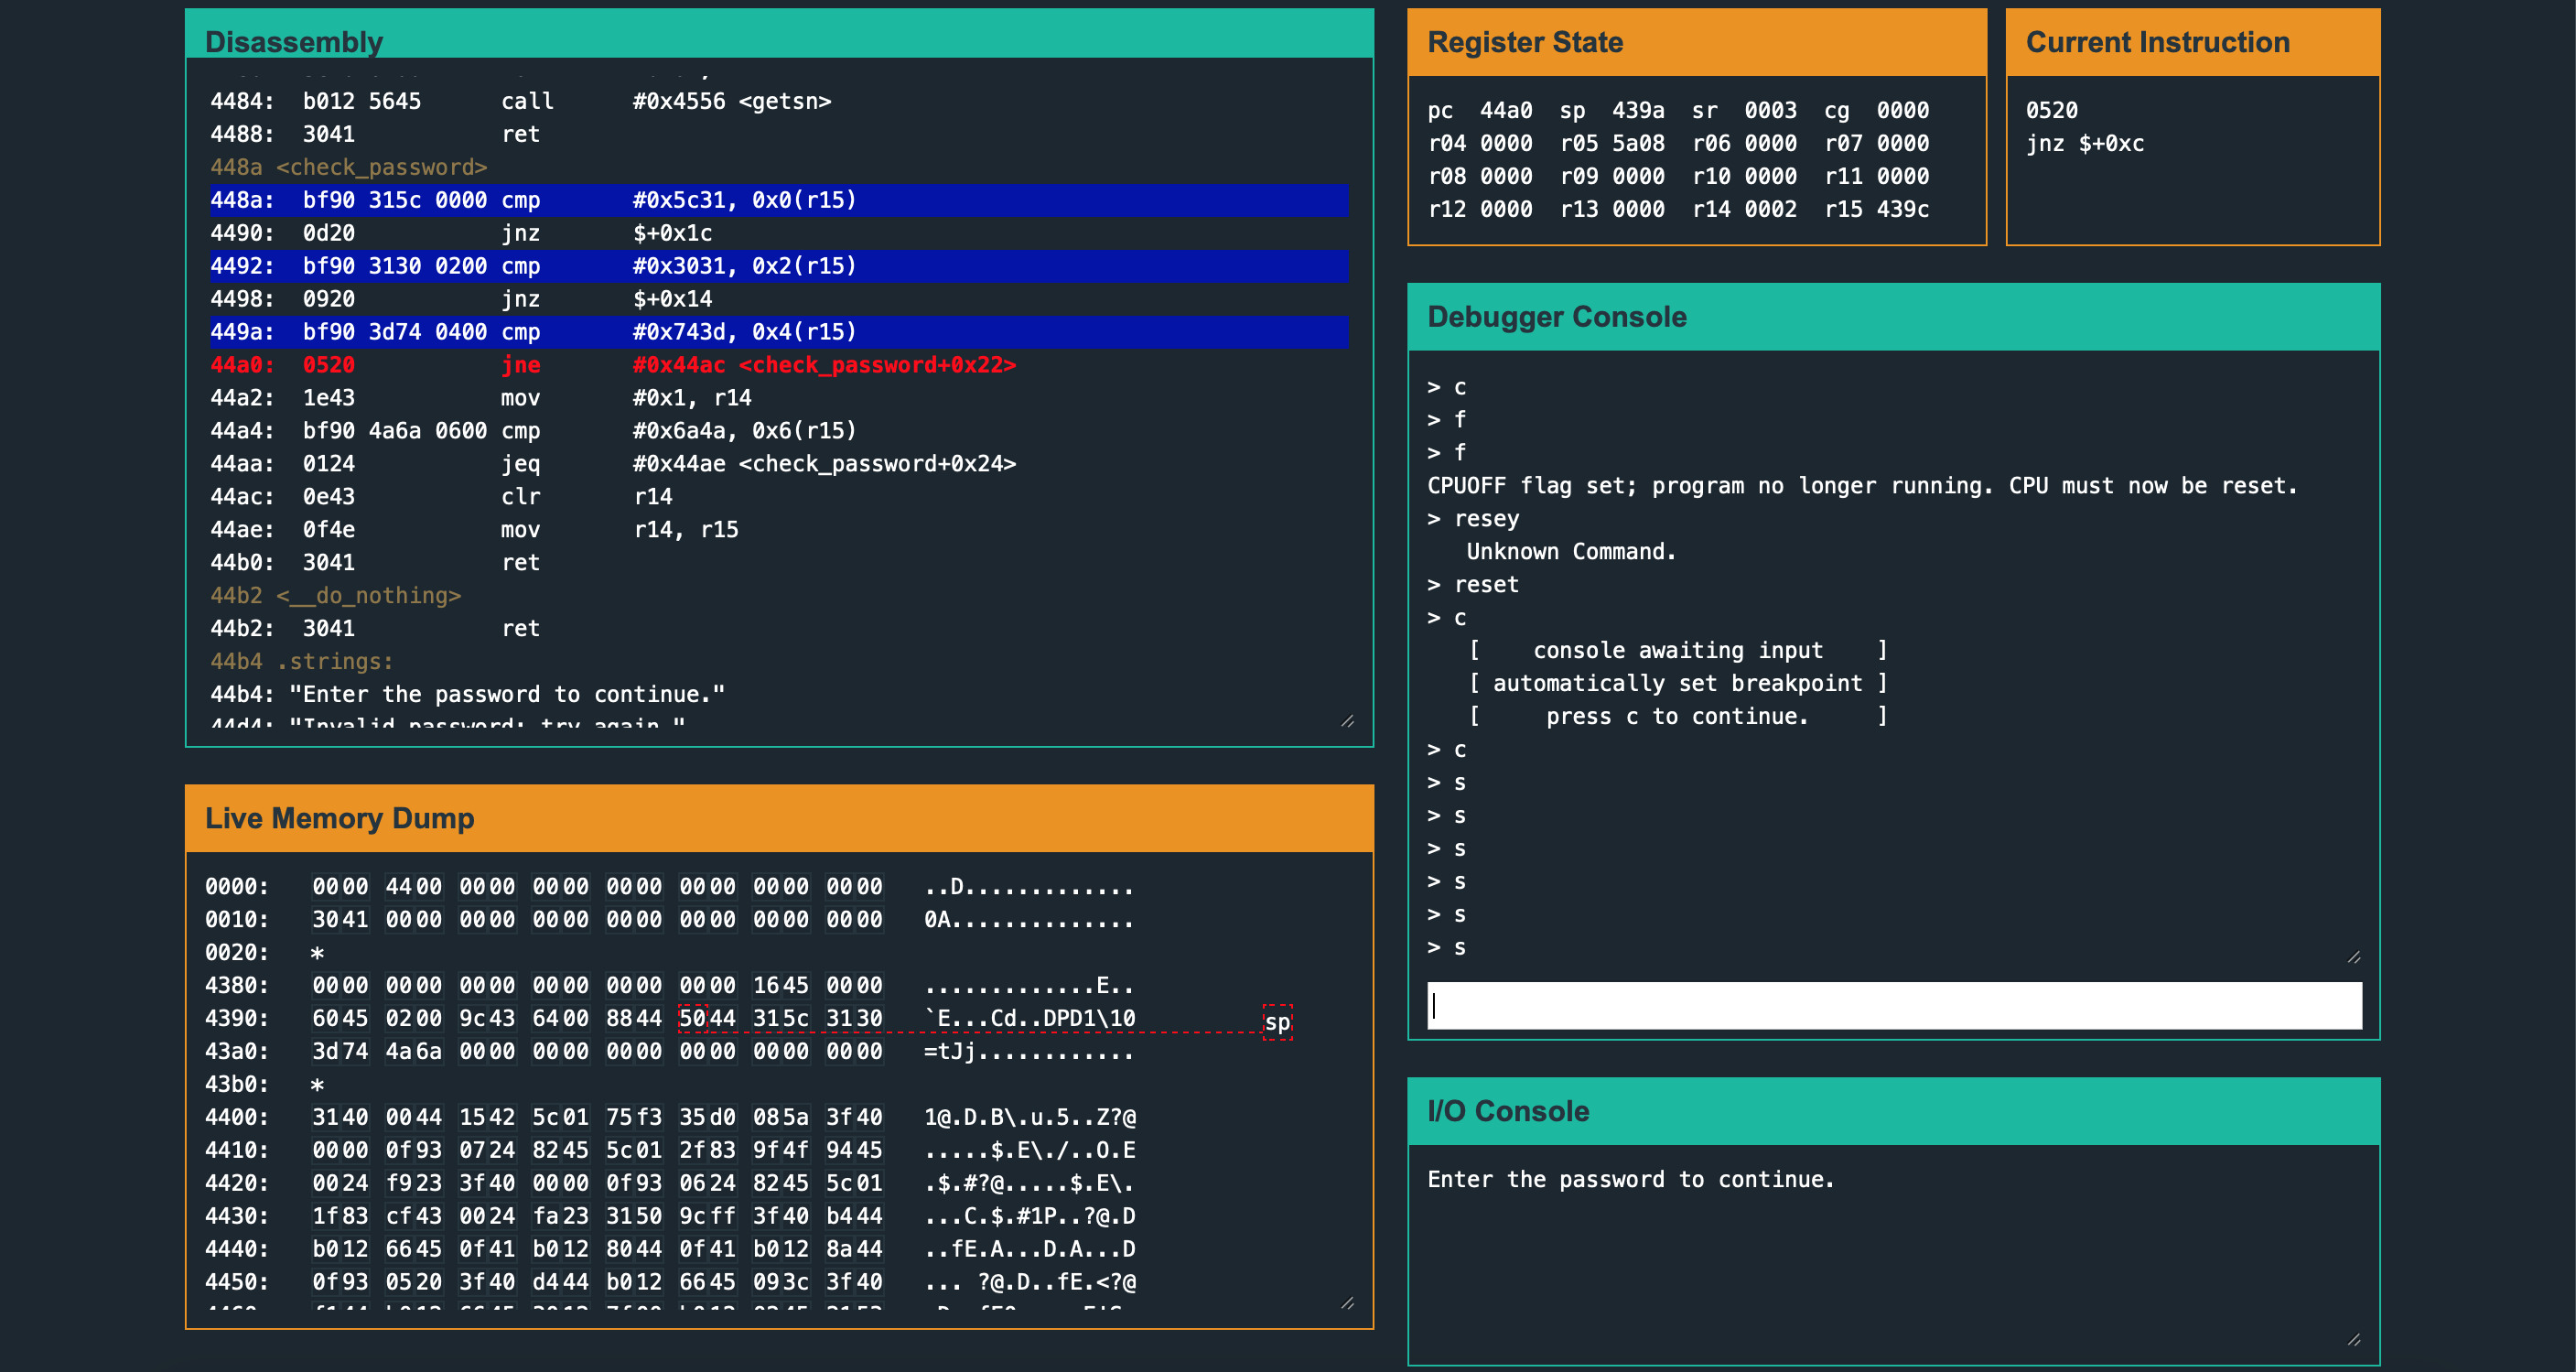 Disassembly
4484: b012 5645 call #0x4556 <getsn>
4488: 3041 ret
448a <check_password>
448a: bf90 315c 0000 cmp #0x5c31, 0x0(r15)
4490: 0d20 jnz $+0x1c
4492: bf90 3130 0200 cmp #0x3031, 0x2(r15)
4498: 0920 jnz $+0x14
449a: bf90 3d74 0400 cmp #0x743d, 0x4(r15)
44a0: 0520 jne #0x44ac <check_password+0x22>
44a2: 1e43 mov #0x1, r14
44a4: bf90 4a6a 0600 cmp #0x6a4a, 0x6(r15)
44aa: 0124 jeq #0x44ae <check_password+0x24>
44ac: 0e43 clr r14
44ae: 0f4e mov r14, r15
44b0: 3041 ret
44b2 <__do_nothing>
44b2: 3041 ret
44b4 .strings:
44b4: "Enter the password to continue."
44d4: "Invalid password; try again."
Live Memory Dump
0000: 0000 4400 0000 0000 0000 0000 0000 0000 ..D.............
0010: 3041 0000 0000 0000 0000 0000 0000 0000 0A..............
0020: *
4380: 0000 0000 0000 0000 0000 0000 1645 0000 .............E..
4390: 6045 0200 9c43 6400 8844 5044 315c 3130 `E...Cd..DPD1\10
sp
43a0: 3d74 4a6a 0000 0000 0000 0000 0000 0000 =tJj............
43b0: *
4400: 3140 0044 1542 5c01 75f3 35d0 085a 3f40 1@.D.B\.u.5..Z?@
4410: 0000 0f93 0724 8245 5c01 2f83 9f4f 9445 .....$.E\./..O.E
4420: 0024 f923 3f40 0000 0f93 0624 8245 5c01 .$.#?@.....$.E\.
4430: 1f83 cf43 0024 fa23 3150 9cff 3f40 b444 ...C.$.#1P..?@.D
4440: b012 6645 0f41 b012 8044 0f41 b012 8a44 ..fE.A...D.A...D
4450: 0f93 0520 3f40 d444 b012 6645 093c 3f40 ... ?@.D..fE.<?@
Register State
pc 44a0 sp 439a sr 0003 cg 0000
r04 0000 r05 5a08 r06 0000 r07 0000
r08 0000 r09 0000 r10 0000 r11 0000
r12 0000 r13 0000 r14 0002 r15 439c
Current Instruction
0520
jnz $+0xc
Debugger Console
> c
> f
> f
CPUOFF flag set; program no longer running. CPU must now be reset.
> resey
Unknown Command.
> reset
> c
[ console awaiting input ]
[ automatically set breakpoint ]
[ press c to continue. ]
> c
> s
> s
> s
> s
> s
> s
I/O Console
Enter the password to continue.